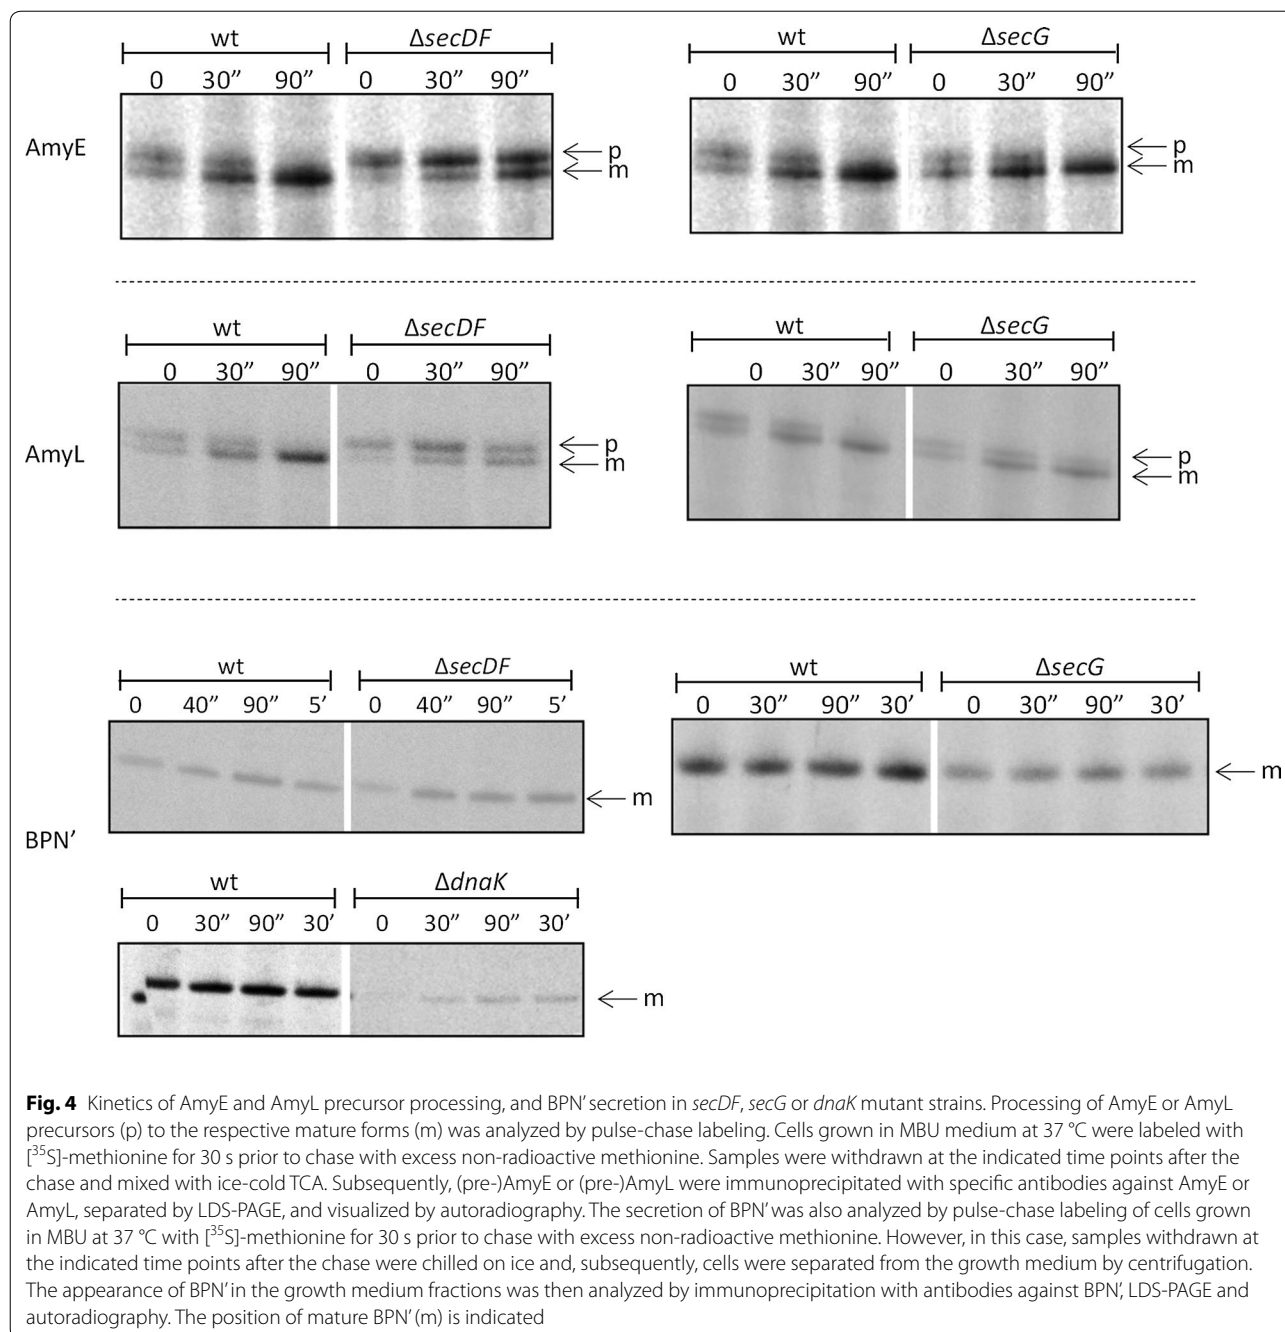 wt ΔsecDF wt ΔsecG
0 30″ 90″ 0 30″ 90″ 0 30″ 90″ 0 30″ 90″
AmyE
p
m
p
m
wt ΔsecDF wt ΔsecG
0 30″ 90″ 0 30″ 90″ 0 30″ 90″ 0 30″ 90″
AmyL
p
m
p
m
wt ΔsecDF wt ΔsecG
0 40″ 90″ 5′ 0 40″ 90″ 5′ 0 30″ 90″ 30′ 0 30″ 90″ 30′
m
m
BPN’
wt ΔdnaK
0 30″ 90″ 30′ 0 30″ 90″ 30′
m
Fig. 4 Kinetics of AmyE and AmyL precursor processing, and BPN’ secretion in secDF, secG or dnaK mutant strains. Processing of AmyE or AmyL
precursors (p) to the respective mature forms (m) was analyzed by pulse-chase labeling. Cells grown in MBU medium at 37 °C were labeled with
[³⁵S]-methionine for 30 s prior to chase with excess non-radioactive methionine. Samples were withdrawn at the indicated time points after the
chase and mixed with ice-cold TCA. Subsequently, (pre-)AmyE or (pre-)AmyL were immunoprecipitated with specific antibodies against AmyE or
AmyL, separated by LDS-PAGE, and visualized by autoradiography. The secretion of BPN’ was also analyzed by pulse-chase labeling of cells grown
in MBU at 37 °C with [³⁵S]-methionine for 30 s prior to chase with excess non-radioactive methionine. However, in this case, samples withdrawn at
the indicated time points after the chase were chilled on ice and, subsequently, cells were separated from the growth medium by centrifugation.
The appearance of BPN’ in the growth medium fractions was then analyzed by immunoprecipitation with antibodies against BPN’, LDS-PAGE and
autoradiography. The position of mature BPN’ (m) is indicated